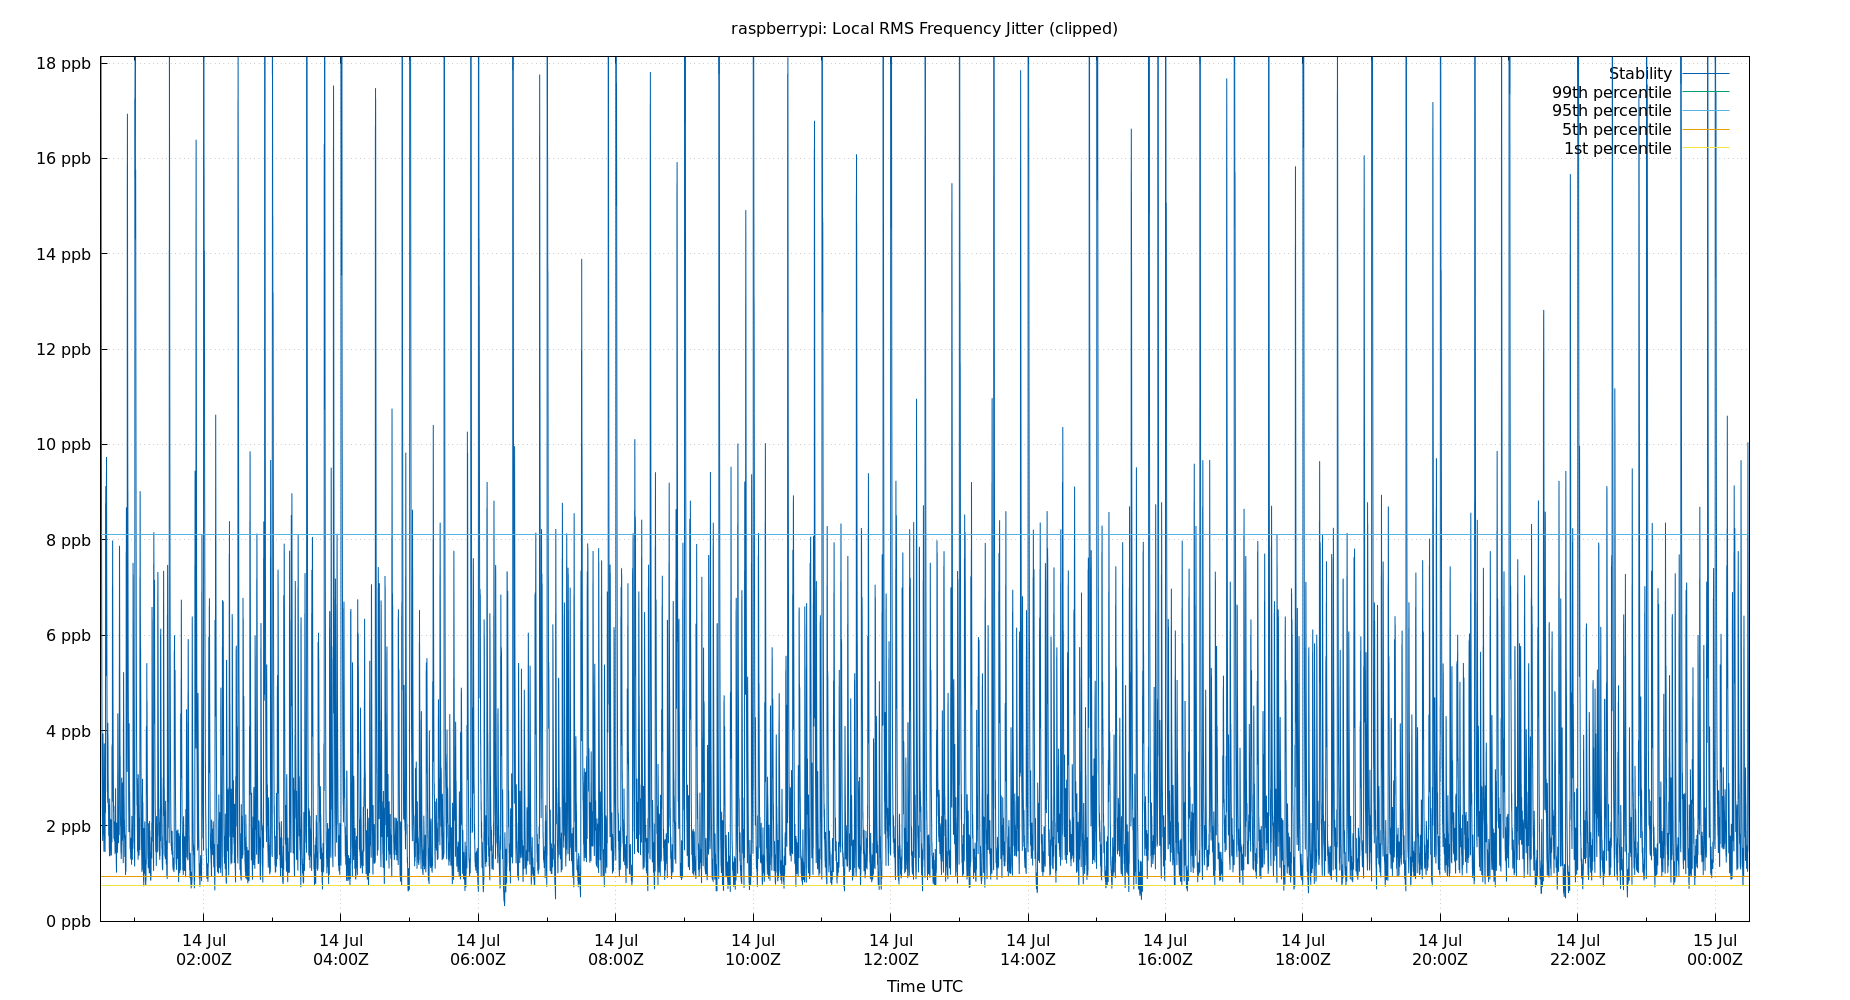 raspberrypi: Local RMS Frequency Jitter (clipped)
18 ppb
16 ppb
14 ppb
12 ppb
10 ppb
8 ppb
6 ppb
4 ppb
2 ppb
0 ppb
Stability
99th percentile
95th percentile
5th percentile
1st percentile
14 Jul 14 Jul 14 Jul 14 Jul 14 Jul 14 Jul 14 Jul 14 Jul 14 Jul 14 Jul 14 Jul 15 Jul
02:00Z 04:00Z 06:00Z 08:00Z 10:00Z 12:00Z 14:00Z 16:00Z 18:00Z 20:00Z 22:00Z 00:00Z
Time UTC